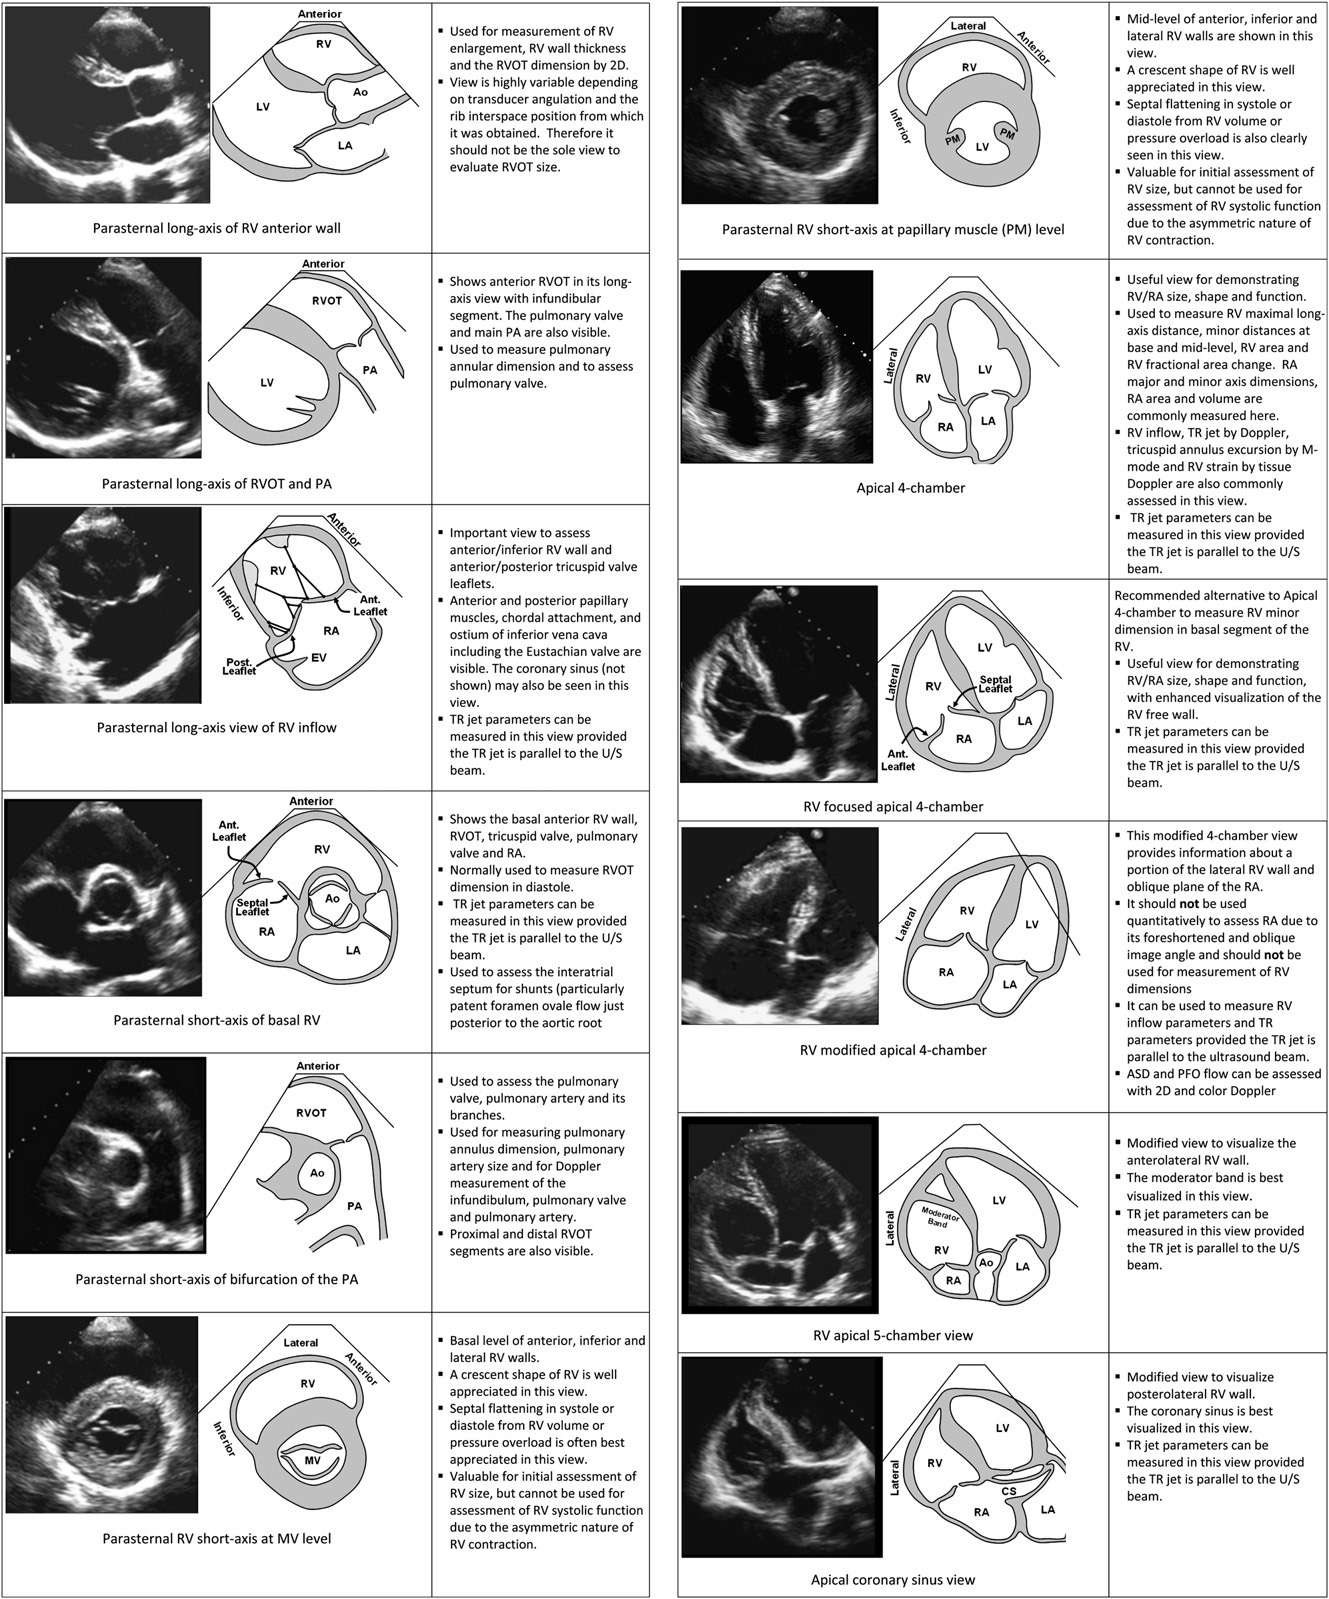 Anterior
RV
Ao
LV
LA
Parasternal long-axis of RV anterior wall
▪ Used for measurement of RV
enlargement, RV wall thickness
and the RVOT dimension by 2D.
▪ View is highly variable depending
on transducer angulation and the
rib interspace position from which
it was obtained. Therefore it
should not be the sole view to
evaluate RVOT size.
Anterior
RVOT
LV
PA
Parasternal long-axis of RVOT and PA
▪ Shows anterior RVOT in its long-
axis view with infundibular
segment. The pulmonary valve
and main PA are also visible.
▪ Used to measure pulmonary
annular dimension and to assess
pulmonary valve.
Anterior
Inferior
RV
Ant.
Leaflet
RA
Post.
Leaflet
EV
Parasternal long-axis view of RV inflow
▪ Important view to assess
anterior/inferior RV wall and
anterior/posterior tricuspid valve
leaflets.
▪ Anterior and posterior papillary
muscles, chordal attachment, and
ostium of inferior vena cava
including the Eustachian valve are
visible. The coronary sinus (not
shown) may also be seen in this
view.
▪ TR jet parameters can be
measured in this view provided
the TR jet is parallel to the U/S
beam.
Anterior
Ant.
Leaflet
RV
Septal
Leaflet
Ao
RA
LA
Parasternal short-axis of basal RV
▪ Shows the basal anterior RV wall,
RVOT, tricuspid valve, pulmonary
valve and RA.
▪ Normally used to measure RVOT
dimension in diastole.
▪ TR jet parameters can be
measured in this view provided
the TR jet is parallel to the U/S
beam.
▪ Used to assess the interatrial
septum for shunts (particularly
patent foramen ovale flow just
posterior to the aortic root
Anterior
RVOT
Ao
PA
Parasternal short-axis of bifurcation of the PA
▪ Used to assess the pulmonary
valve, pulmonary artery and its
branches.
▪ Used for measuring pulmonary
annulus dimension, pulmonary
artery size and for Doppler
measurement of the
infundibulum, pulmonary valve
and pulmonary artery.
▪ Proximal and distal RVOT
segments are also visible.
Lateral
Anterior
Inferior
RV
MV
Parasternal RV short-axis at MV level
▪ Basal level of anterior, inferior and
lateral RV walls.
▪ A crescent shape of RV is well
appreciated in this view.
▪ Septal flattening in systole or
diastole from RV volume or
pressure overload is often best
appreciated in this view.
▪ Valuable for initial assessment of
RV size, but cannot be used for
assessment of RV systolic function
due to the asymmetric nature of
RV contraction.
Lateral
Anterior
Inferior
RV
PM
PM
LV
Parasternal RV short-axis at papillary muscle (PM) level
▪ Mid-level of anterior, inferior and
lateral RV walls are shown in this
view.
▪ A crescent shape of RV is well
appreciated in this view.
▪ Septal flattening in systole or
diastole from RV volume or
pressure overload is also clearly
seen in this view.
▪ Valuable for initial assessment of
RV size, but cannot be used for
assessment of RV systolic function
due to the asymmetric nature of
RV contraction.
Lateral
LV
RV
RA
LA
Apical 4-chamber
▪ Useful view for demonstrating
RV/RA size, shape and function.
▪ Used to measure RV maximal long-
axis distance, minor distances at
base and mid-level, RV area and
RV fractional area change. RA
major and minor axis dimensions,
RA area and volume are
commonly measured here.
▪ RV inflow, TR jet by Doppler,
tricuspid annulus excursion by M-
mode and RV strain by tissue
Doppler are also commonly
assessed in this view.
▪ TR jet parameters can be
measured in this view provided
the TR jet is parallel to the U/S
beam.
Lateral
LV
RV
Septal
Leaflet
LA
RA
Ant.
Leaflet
RV focused apical 4-chamber
Recommended alternative to Apical
4-chamber to measure RV minor
dimension in basal segment of the
RV.
▪ Useful view for demonstrating
RV/RA size, shape and function,
with enhanced visualization of the
RV free wall.
▪ TR jet parameters can be
measured in this view provided
the TR jet is parallel to the U/S
beam.
Lateral
RV
LV
RA
LA
RV modified apical 4-chamber
▪ This modified 4-chamber view
provides information about a
portion of the lateral RV wall and
oblique plane of the RA.
▪ It should not be used
quantitatively to assess RA due to
its foreshortened and oblique
image angle and should not be
used for measurement of RV
dimensions
▪ It can be used to measure RV
inflow parameters and TR
parameters provided the TR jet is
parallel to the ultrasound beam.
▪ ASD and PFO flow can be assessed
with 2D and color Doppler
Lateral
LV
Moderator
Band
RV
Ao
RA
LA
RV apical 5-chamber view
▪ Modified view to visualize the
anterolateral RV wall.
▪ The moderator band is best
visualized in this view.
▪ TR jet parameters can be
measured in this view provided
the TR jet is parallel to the U/S
beam.
Lateral
LV
RV
CS
RA
LA
Apical coronary sinus view
▪ Modified view to visualize
posterolateral RV wall.
▪ The coronary sinus is best
visualized in this view.
▪ TR jet parameters can be
measured in this view provided
the TR jet is parallel to the U/S
beam.